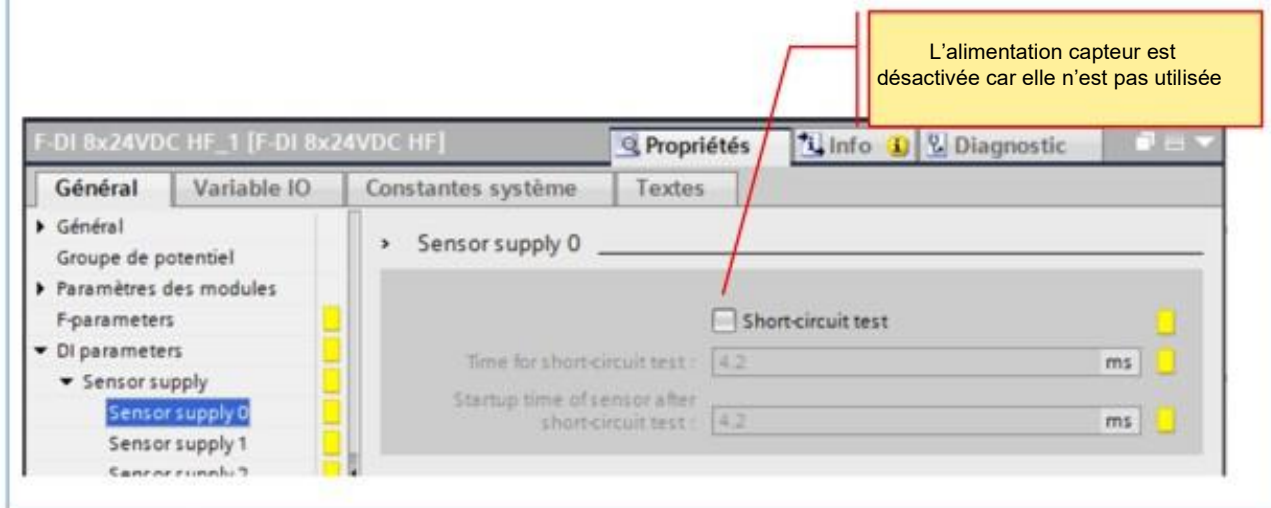 L'alimentation capteur est
désactivée car elle n'est pas utilisée
F-DI 8x24VDC HF_1 [F-DI 8x24VDC HF]
Propriétés
Info
Diagnostic
Général
Variable IO
Constantes système
Textes
Général
Groupe de potentiel
Paramètres des modules
F-parameters
DI parameters
Sensor supply
Sensor supply 0
Sensor supply 1
Sensor supply 2
Sensor supply 0
Short-circuit test
Time for short-circuit test : 4.2 ms
Startup time of sensor after
short-circuit test : 4.2 ms